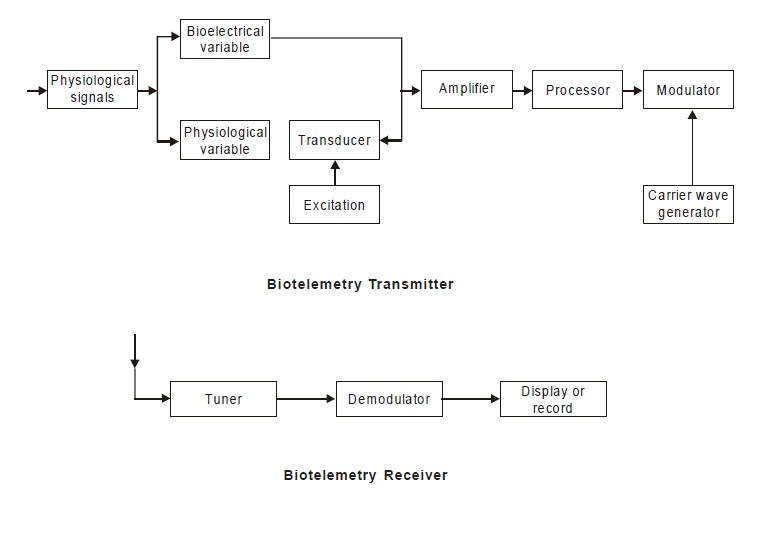 Bioelectrical
variable
Physiological
signals
Amplifier
Processor
Modulator
Physiological
variable
Transducer
Excitation
Carrier wave
generator
Biotelemetry Transmitter
Tuner
Demodulator
Display or
record
Biotelemetry Receiver